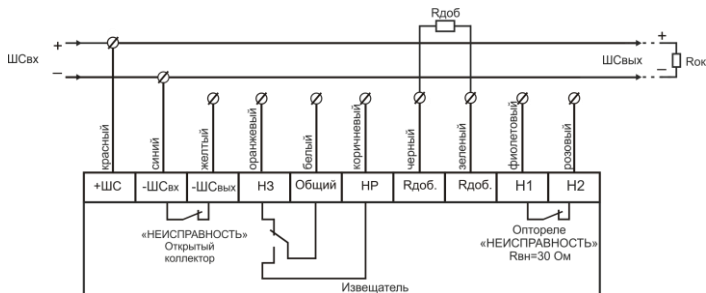 Rдоб
+
ШСвх
–
+
ШСвых
–
Rок
красный
синий
желтый
оранжевый
белый
коричневый
черный
зеленый
фиолетовый
розовый
+ШС
-ШСвх
-ШСвых
НЗ
Общий
НР
Rдоб.
Rдоб.
Н1
Н2
«НЕИСПРАВНОСТЬ»
Открытый
коллектор
Оптореле
«НЕИСПРАВНОСТЬ»
Rвн=30 Ом
Извещатель